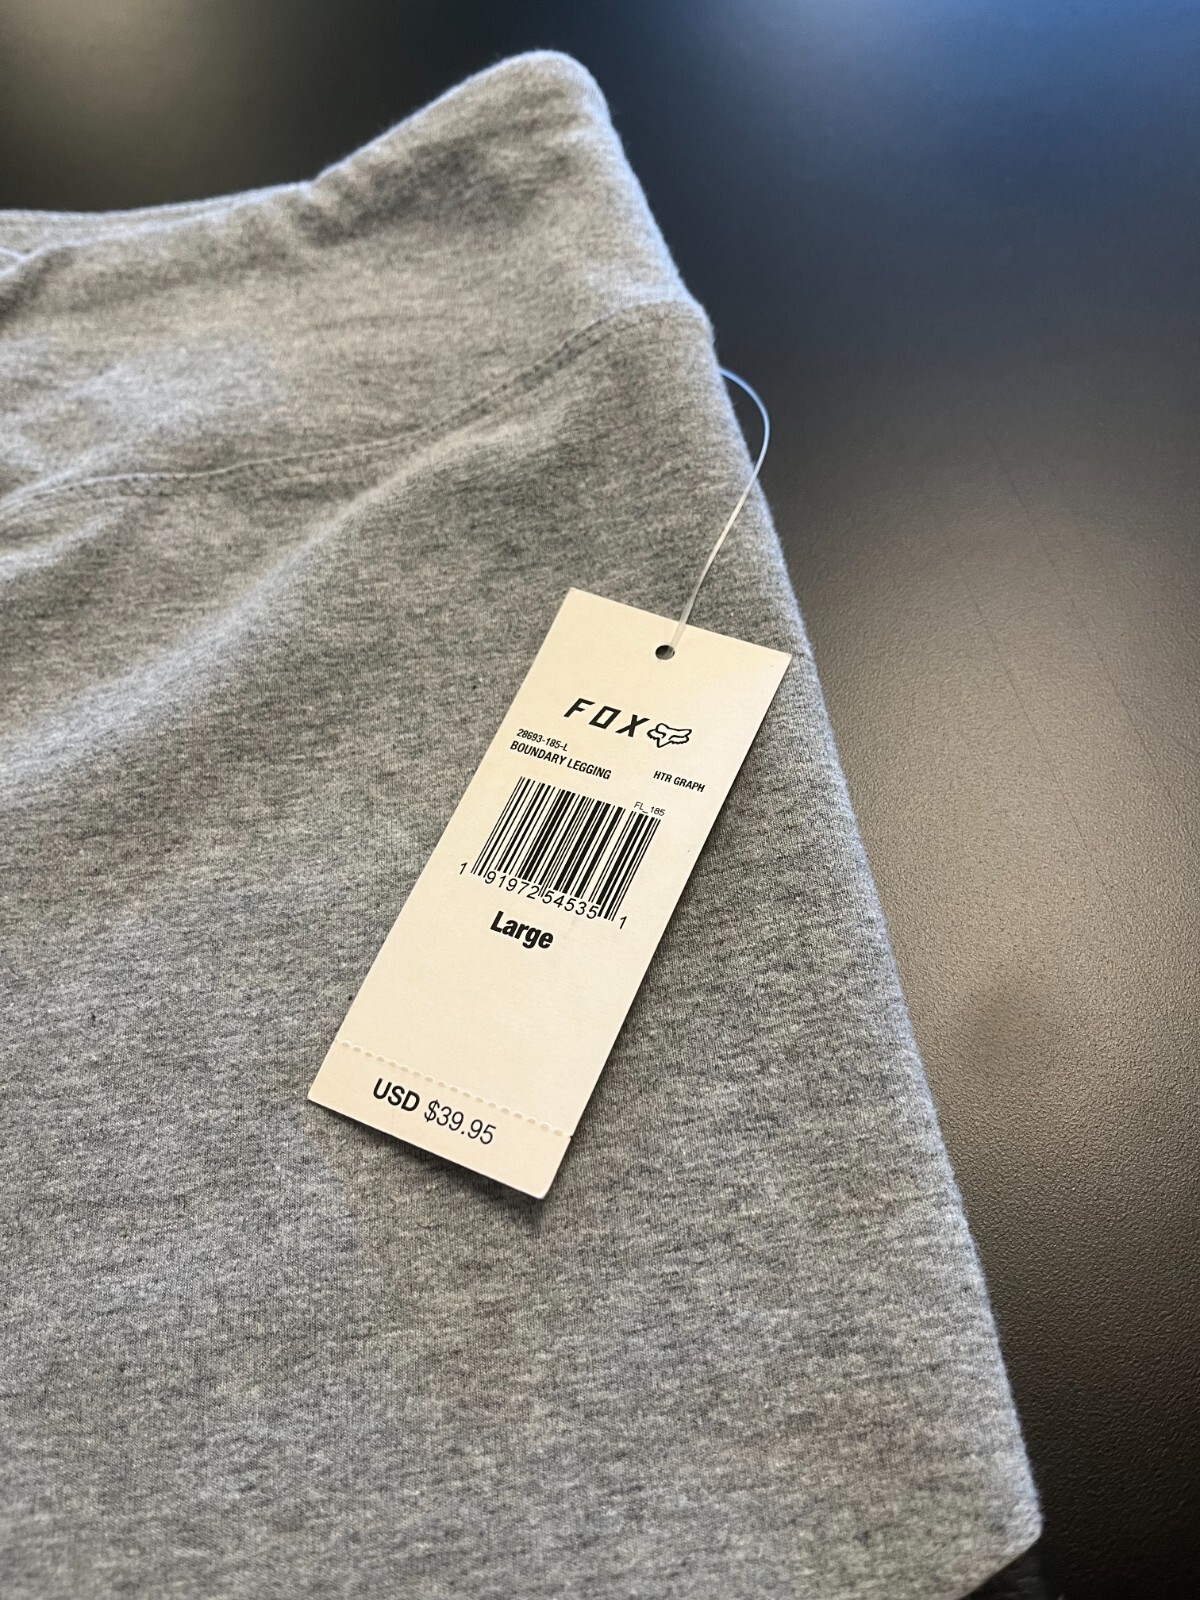 FOX
28693-185-L
BOUNDARY LEGGING HTR GRAPH
FL_185
1 91972 54535 1
Large
USD $39.95